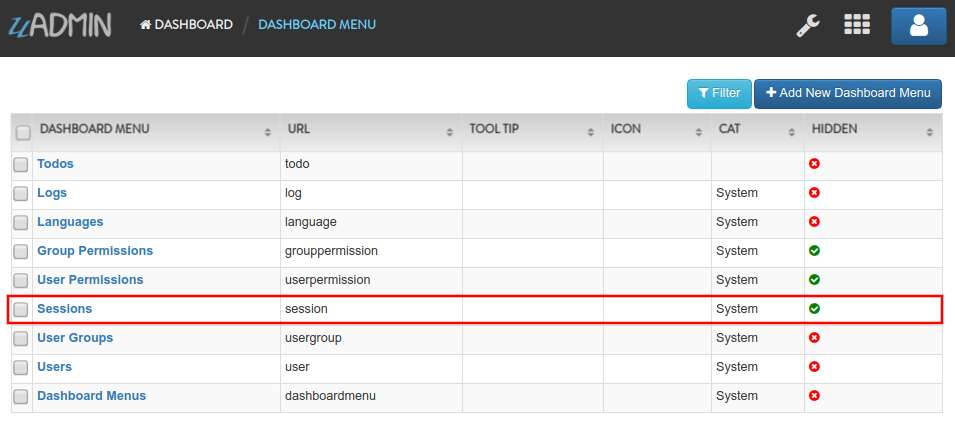 uADMIN DASHBOARD / DASHBOARD MENU
Filter + Add New Dashboard Menu
DASHBOARD MENU URL TOOL TIP ICON CAT HIDDEN
Todos todo
Logs log System
Languages language System
Group Permissions grouppermission System
User Permissions userpermission System
Sessions session System
User Groups usergroup System
Users user System
Dashboard Menus dashboardmenu System